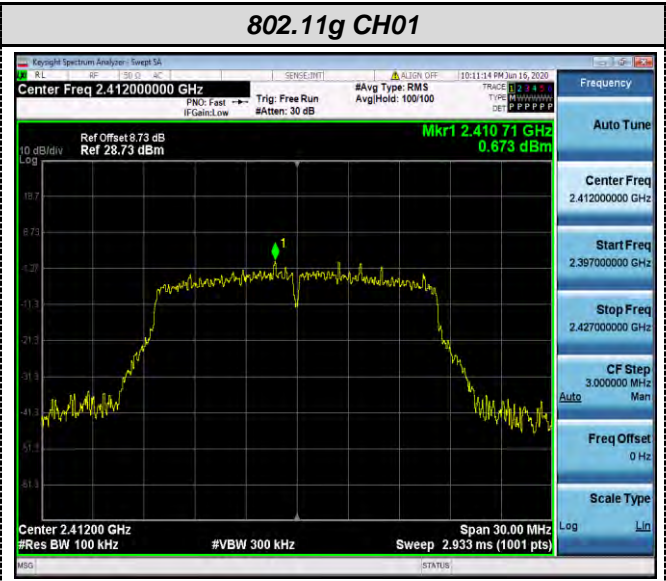 802.11g CH01
Keysight Spectrum Analyzer - Swept SA
RL RF 50 Ω AC SENSE:INT ALIGN OFF 10:11:14 PM Jun 16, 2020
Center Freq 2.412000000 GHz
PNO: Fast
IFGain:Low
Trig: Free Run
#Atten: 30 dB
#Avg Type: RMS
Avg|Hold: 100/100
TRACE 1 2 3 4 5 6
TYPE M W W W W W
DET P P P P P P
Ref Offset 8.73 dB
Ref 28.73 dBm
10 dB/div
Log
Mkr1 2.410 71 GHz
0.673 dBm
18.7
8.73
-1.27
-11.3
-21.3
-31.3
-41.3
-51.3
-61.3
1
Center 2.41200 GHz
#Res BW 100 kHz
#VBW 300 kHz
Span 30.00 MHz
Sweep 2.933 ms (1001 pts)
MSG
STATUS
Frequency
Auto Tune
Center Freq
2.412000000 GHz
Start Freq
2.397000000 GHz
Stop Freq
2.427000000 GHz
CF Step
3.000000 MHz
Auto Man
Freq Offset
0 Hz
Scale Type
Log Lin